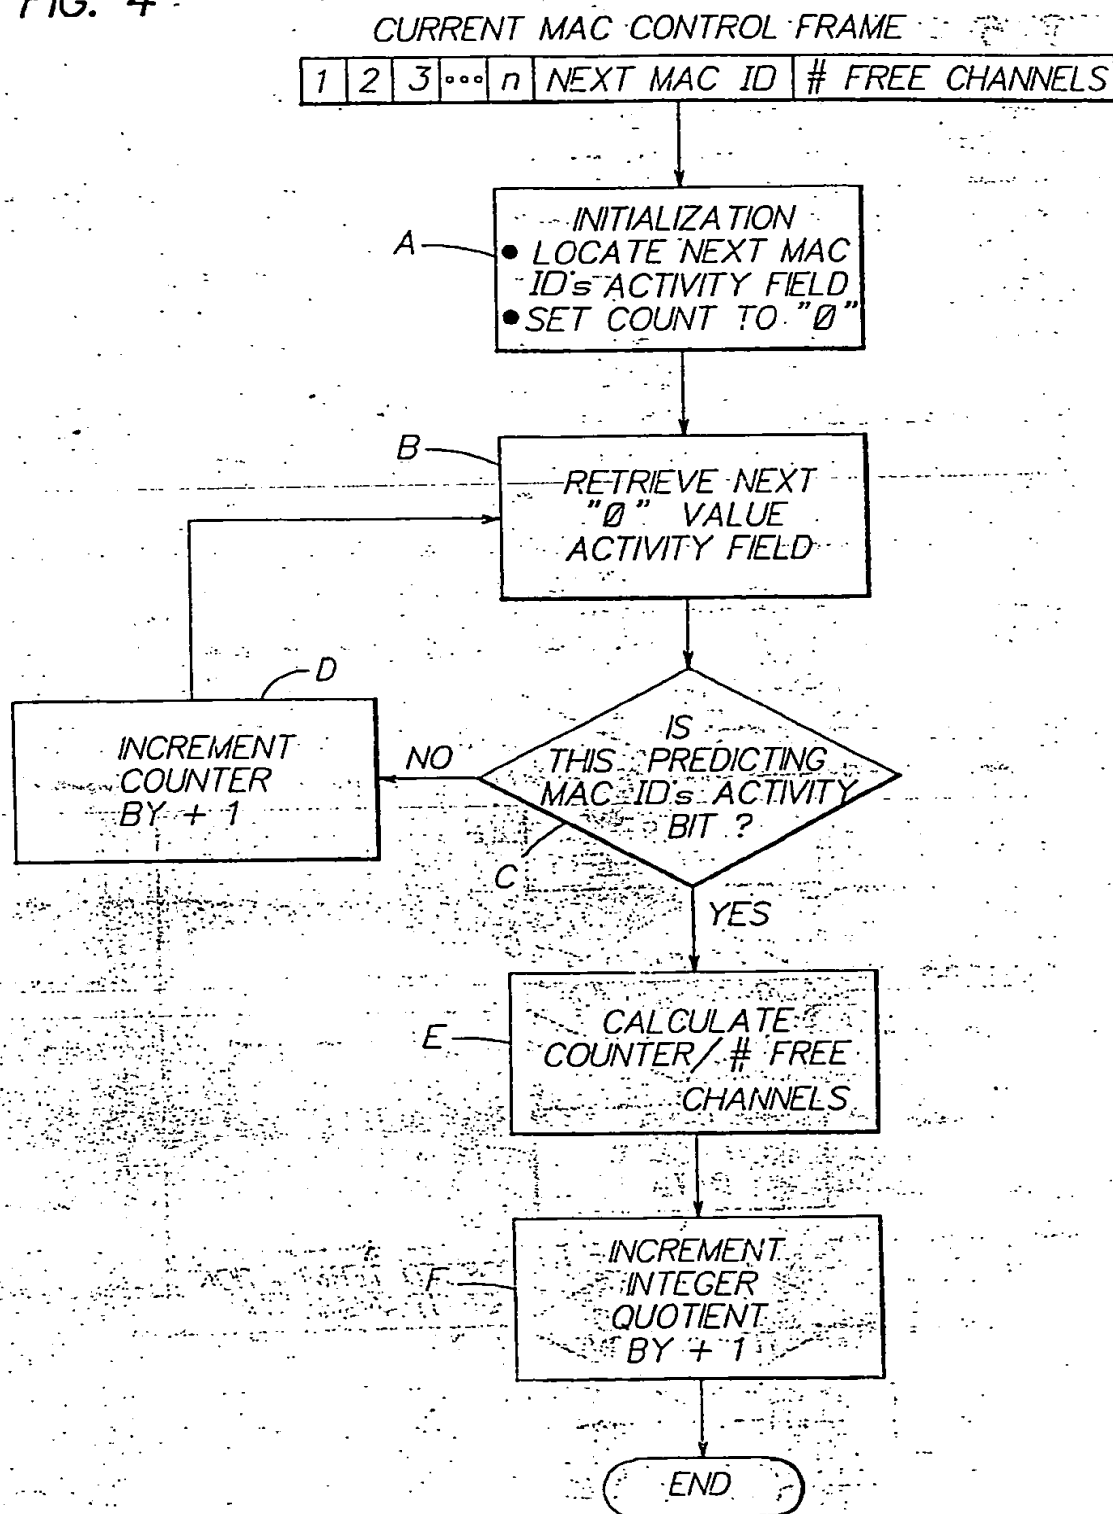 FIG. 4
CURRENT MAC CONTROL FRAME
1 2 3 ••• n NEXT MAC ID # FREE CHANNELS
A
INITIALIZATION
• LOCATE NEXT MAC
ID's ACTIVITY FIELD
• SET COUNT TO "Ø"
B
RETRIEVE NEXT
"Ø" VALUE
ACTIVITY FIELD
D
INCREMENT
COUNTER
BY + 1
NO
IS
THIS PREDICTING
MAC ID's ACTIVITY
BIT ?
C
YES
E
CALCULATE
COUNTER/ # FREE
CHANNELS
F
INCREMENT
INTEGER
QUOTIENT
BY + 1
END